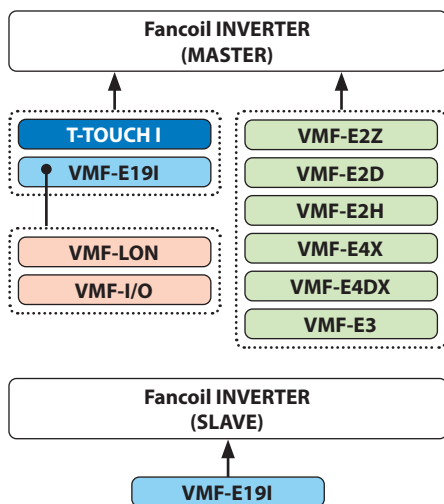 Fancoil INVERTER
(MASTER)
T-TOUCH I
VMF-E19I
VMF-LON
VMF-I/O
VMF-E2Z
VMF-E2D
VMF-E2H
VMF-E4X
VMF-E4DX
VMF-E3
Fancoil INVERTER
(SLAVE)
VMF-E19I